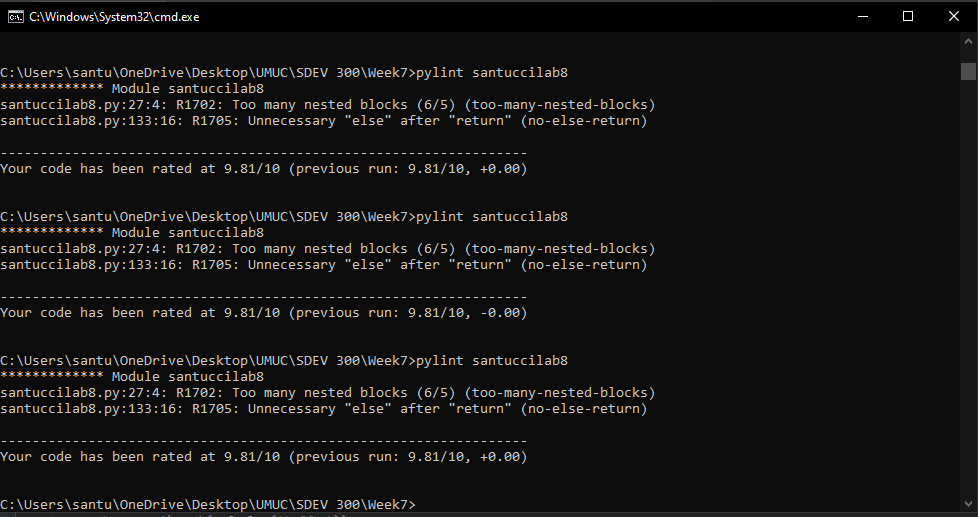 C:\Windows\System32\cmd.exe
C:\Users\santu\OneDrive\Desktop\UMUC\SDEV 300\Week7>pylint santuccilab8
************* Module santuccilab8
santuccilab8.py:27:4: R1702: Too many nested blocks (6/5) (too-many-nested-blocks)
santuccilab8.py:133:16: R1705: Unnecessary "else" after "return" (no-else-return)
------------------------------------------------------------------
Your code has been rated at 9.81/10 (previous run: 9.81/10, +0.00)
C:\Users\santu\OneDrive\Desktop\UMUC\SDEV 300\Week7>pylint santuccilab8
************* Module santuccilab8
santuccilab8.py:27:4: R1702: Too many nested blocks (6/5) (too-many-nested-blocks)
santuccilab8.py:133:16: R1705: Unnecessary "else" after "return" (no-else-return)
------------------------------------------------------------------
Your code has been rated at 9.81/10 (previous run: 9.81/10, -0.00)
C:\Users\santu\OneDrive\Desktop\UMUC\SDEV 300\Week7>pylint santuccilab8
************* Module santuccilab8
santuccilab8.py:27:4: R1702: Too many nested blocks (6/5) (too-many-nested-blocks)
santuccilab8.py:133:16: R1705: Unnecessary "else" after "return" (no-else-return)
------------------------------------------------------------------
Your code has been rated at 9.81/10 (previous run: 9.81/10, +0.00)
C:\Users\santu\OneDrive\Desktop\UMUC\SDEV 300\Week7>